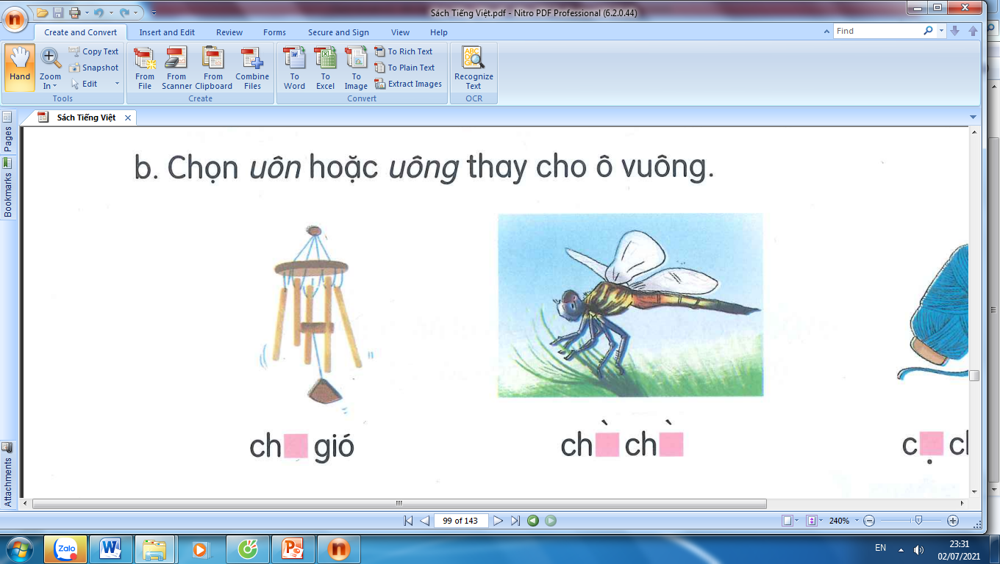 Sách Tiếng Việt.pdf - Nitro PDF Professional (6.2.0.44)
Create and Convert Insert and Edit Review Forms Secure and Sign View Help Find
Hand
Zoom In
Copy Text
Snapshot
Edit
Tools
From File
From Scanner
From Clipboard
Combine Files
Create
To Word
To Excel
To Image
To Rich Text
To Plain Text
Extract Images
Convert
ABC
Recognize Text
OCR
Sách Tiếng Việt
Pages
Bookmarks
Attachments
b. Chọn uôn hoặc uông thay cho ô vuông.
ch gió
ch ̀ ch ̀
c ̣
99 of 143
240%
Zalo
EN
23:31
02/07/2021